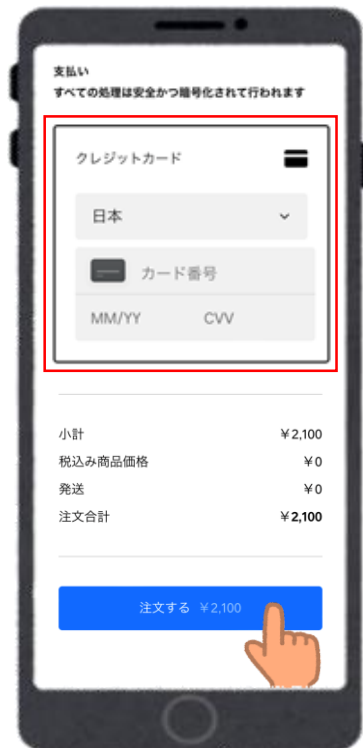 支払い
すべての処理は安全かつ暗号化されて行われます
クレジットカード
日本
カード番号
MM/YY CVV
小計 ¥2,100
税込み商品価格 ¥0
発送 ¥0
注文合計 ¥2,100
注文する ¥2,100